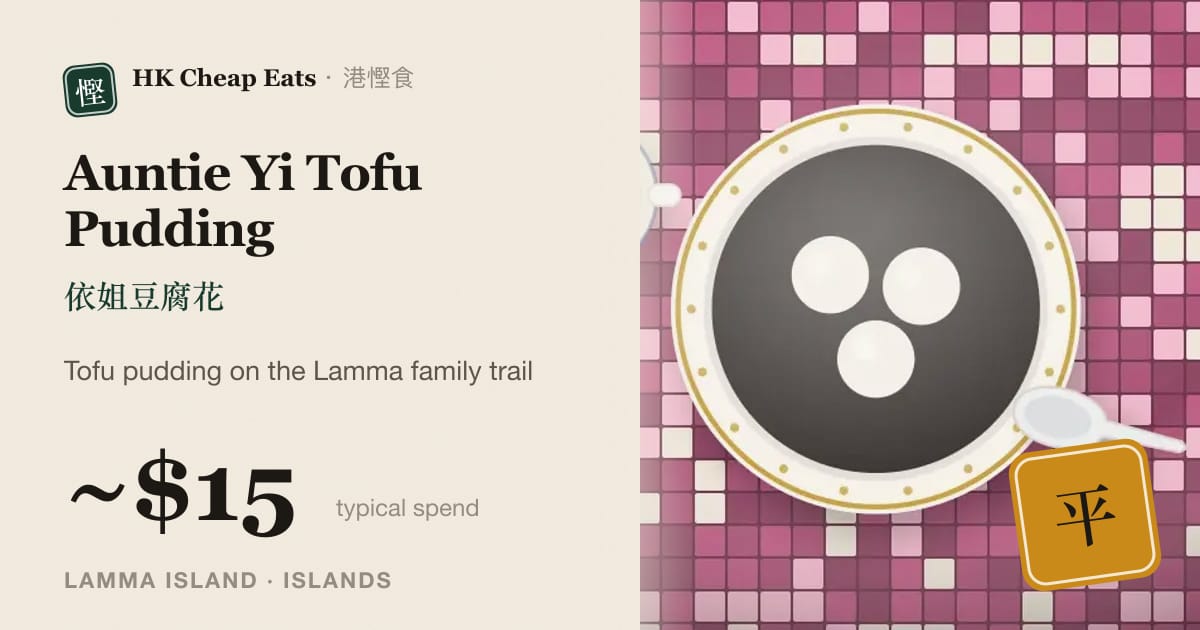 慳
HK Cheap Eats · 港慳食
Auntie Yi Tofu
Pudding
依姐豆腐花
Tofu pudding on the Lamma family trail
~$15 typical spend
LAMMA ISLAND · ISLANDS
平